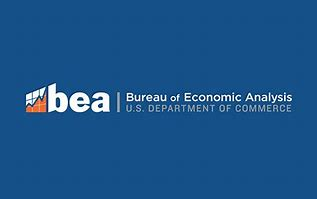 bea
Bureau of Economic Analysis
U.S. DEPARTMENT OF COMMERCE